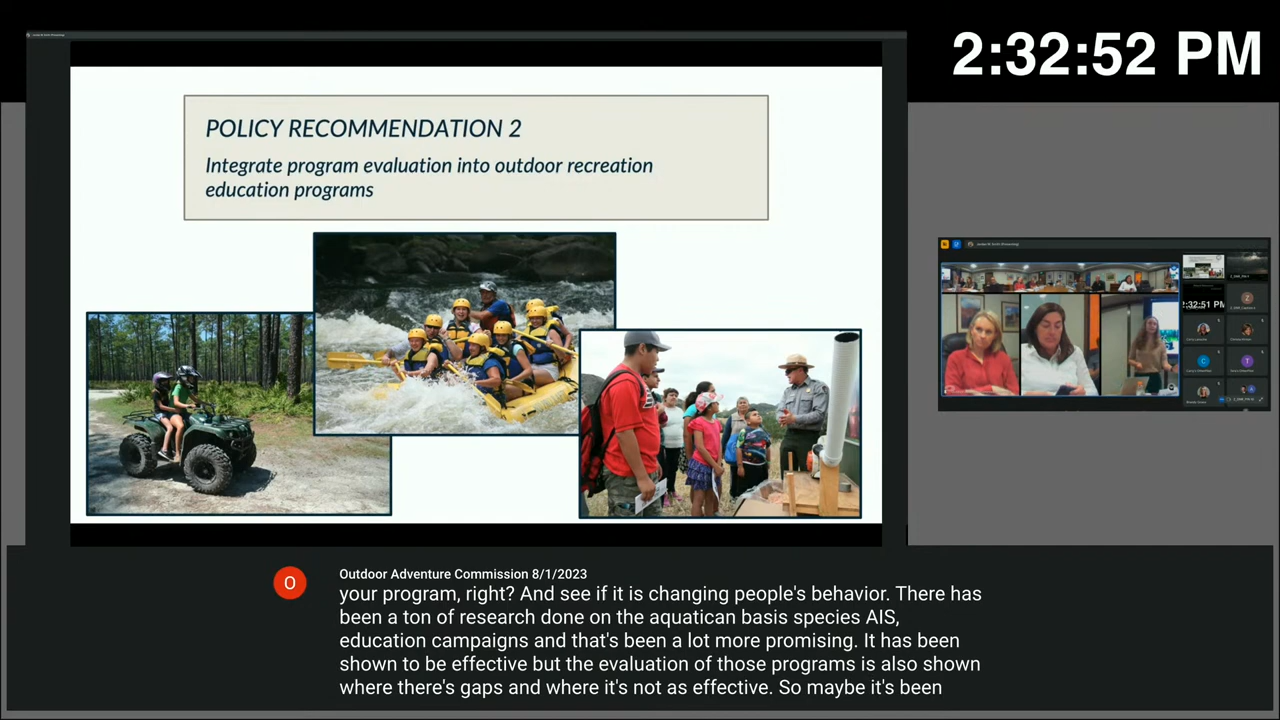 2:32:52 PM
POLICY RECOMMENDATION 2
Integrate program evaluation into outdoor recreation
education programs
2:32:51 PM
O
Outdoor Adventure Commission 8/1/2023
your program, right? And see if it is changing people's behavior. There has
been a ton of research done on the aquatican basis species AIS,
education campaigns and that's been a lot more promising. It has been
shown to be effective but the evaluation of those programs is also shown
where there's gaps and where it's not as effective. So maybe it's been